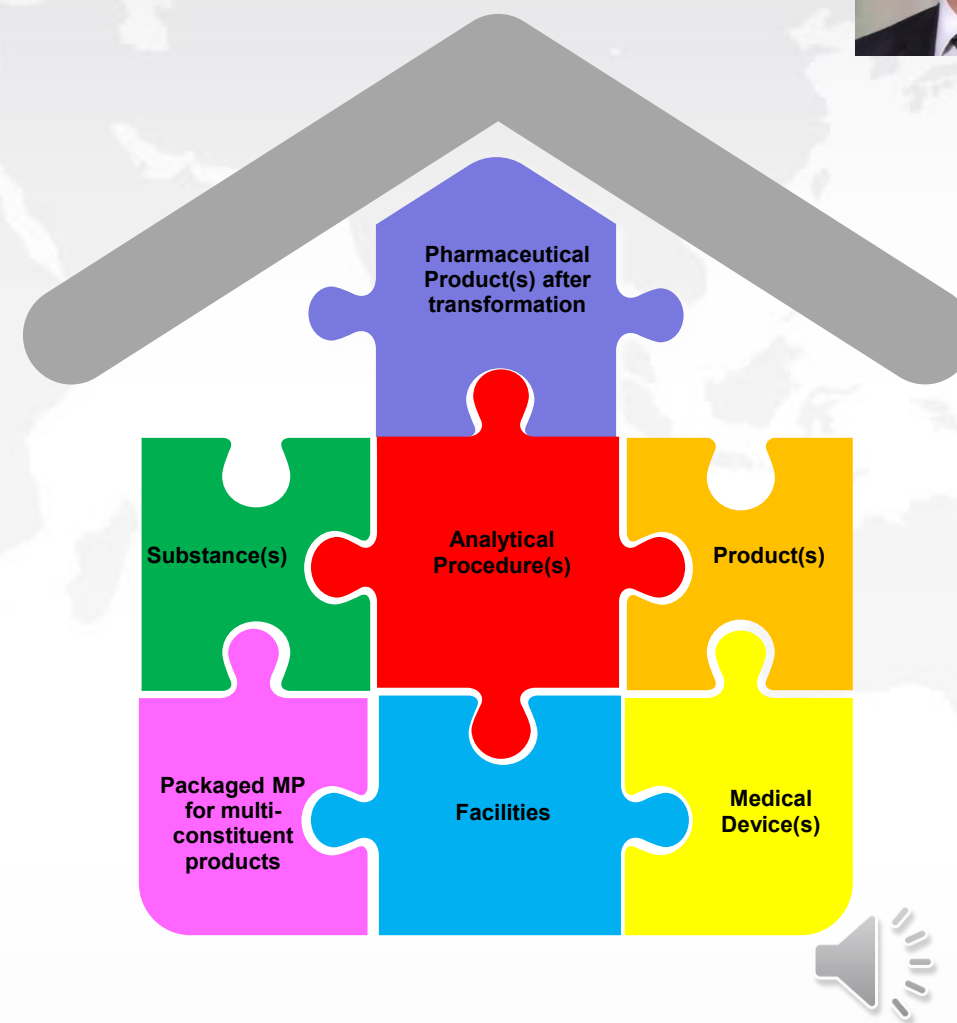 Pharmaceutical
Product(s) after
transformation
Substance(s)
Analytical
Procedure(s)
Product(s)
Packaged MP
for multi-
constituent
products
Facilities
Medical
Device(s)